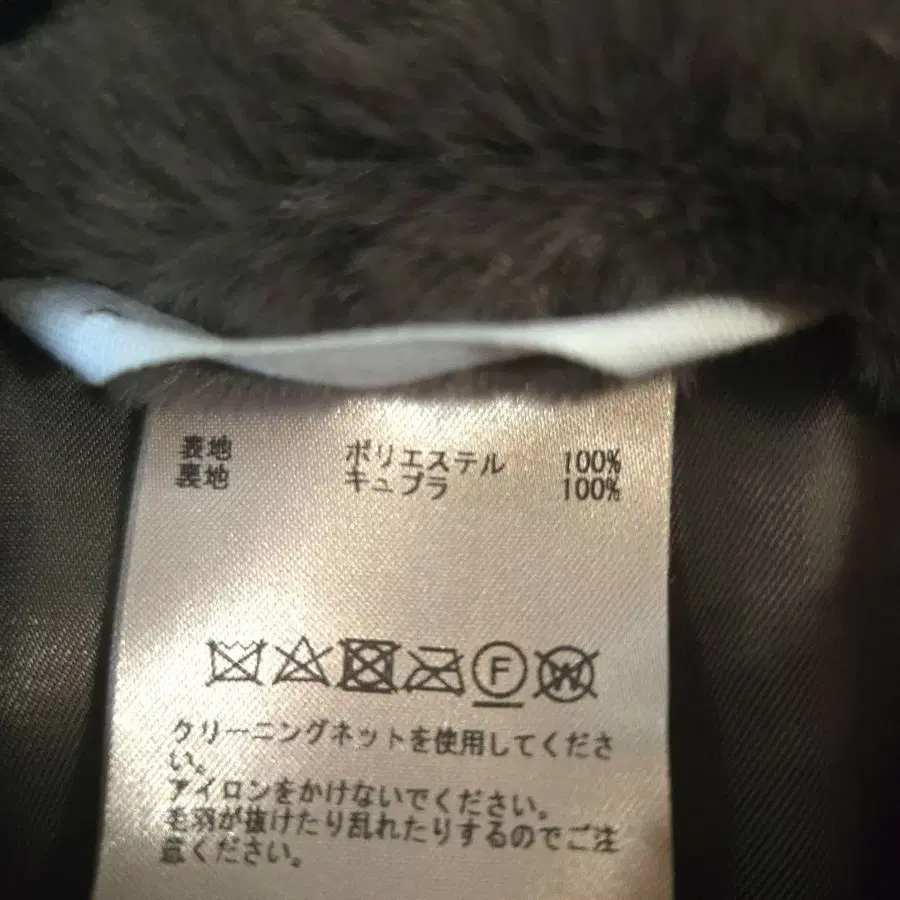 表地 ポリエステル 100%
裏地 キュプラ 100%
F W
クリーニングネットを使用してくださ
い。
アイロンをかけないでください。
毛羽が抜けたり乱れたりするのでご注
意ください。